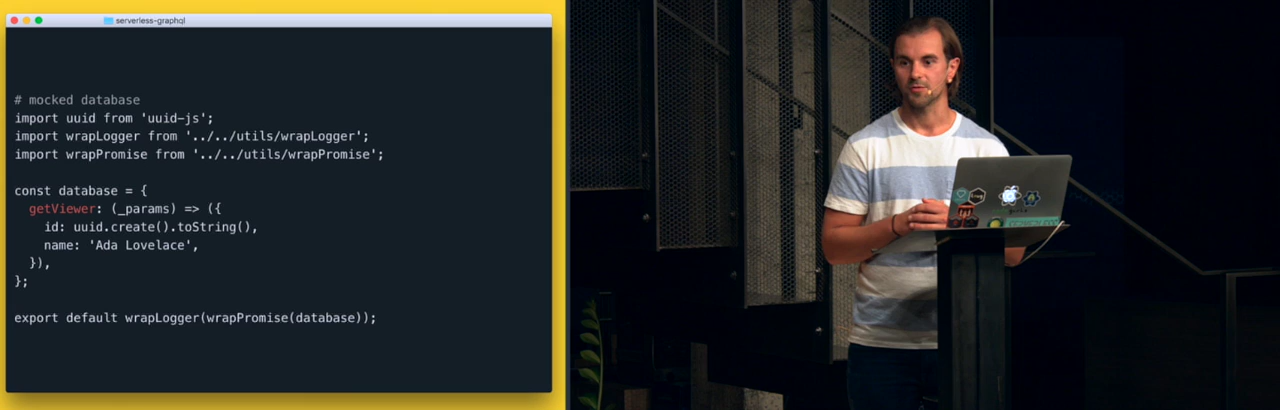 serverless-graphql
# mocked database
import uuid from 'uuid-js';
import wrapLogger from '../../utils/wrapLogger';
import wrapPromise from '../../utils/wrapPromise';
const database = {
  getViewer: (_params) => ({
    id: uuid.create().toString(),
    name: 'Ada Lovelace',
  }),
};
export default wrapLogger(wrapPromise(database));